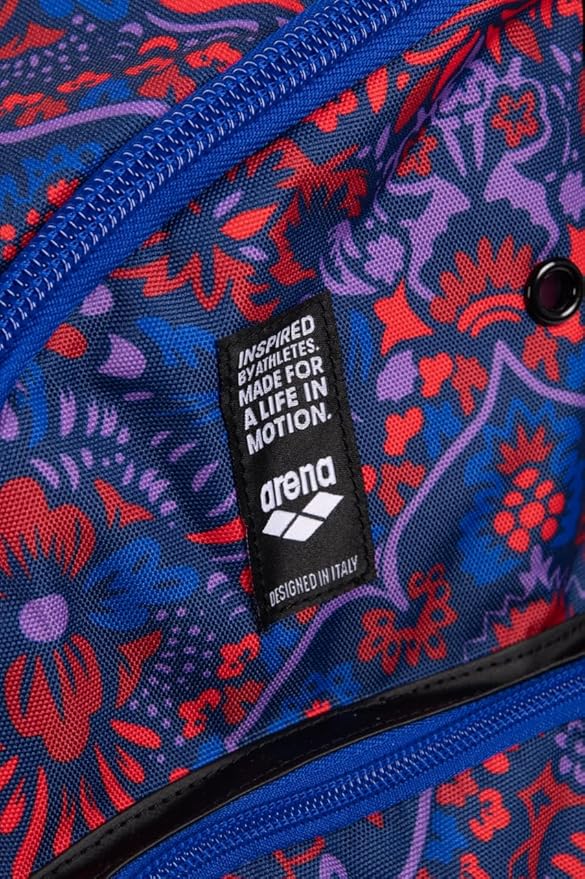 INSPIRED
BY ATHLETES.
MADE FOR
A LIFE IN
MOTION.
arena
DESIGNED IN ITALY